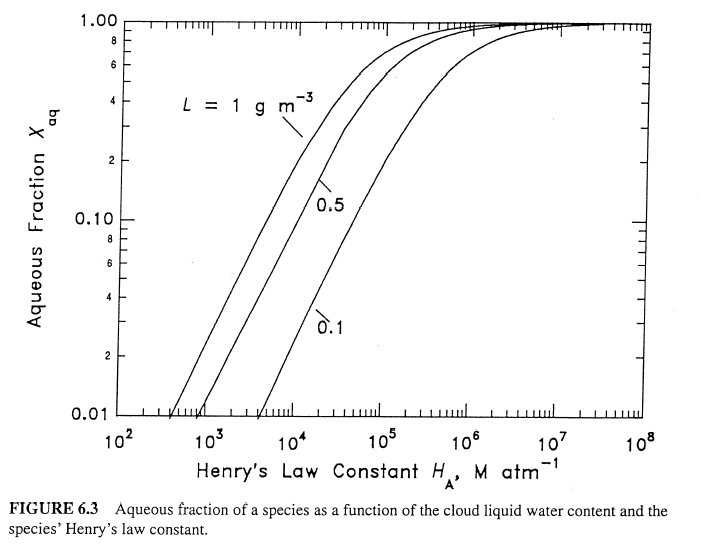 1.00
8
6
4
2
0.10
8
6
4
2
0.01
Aqueous Fraction X_aq
L = 1 g m⁻³
0.5
0.1
10² 10³ 10⁴ 10⁵ 10⁶ 10⁷ 10⁸
Henry's Law Constant H_A, M atm⁻¹
FIGURE 6.3 Aqueous fraction of a species as a function of the cloud liquid water content and the
species' Henry's law constant.